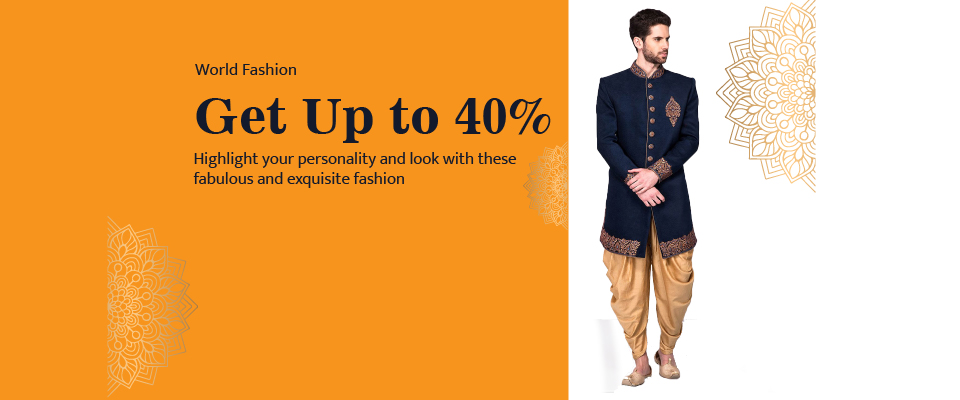 World Fashion
Get Up to 40%
Highlight your personality and look with these
fabulous and exquisite fashion